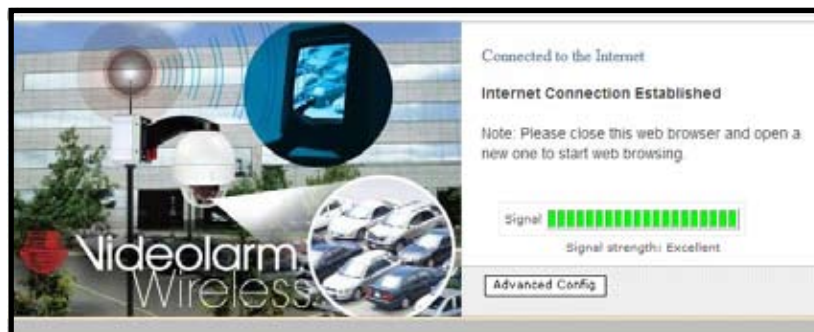 Connected to the Internet
Internet Connection Established
Note: Please close this web browser and open a
new one to start web browsing.
Signal
Signal strength: Excellent
Advanced Config
Videolarm
Wireless